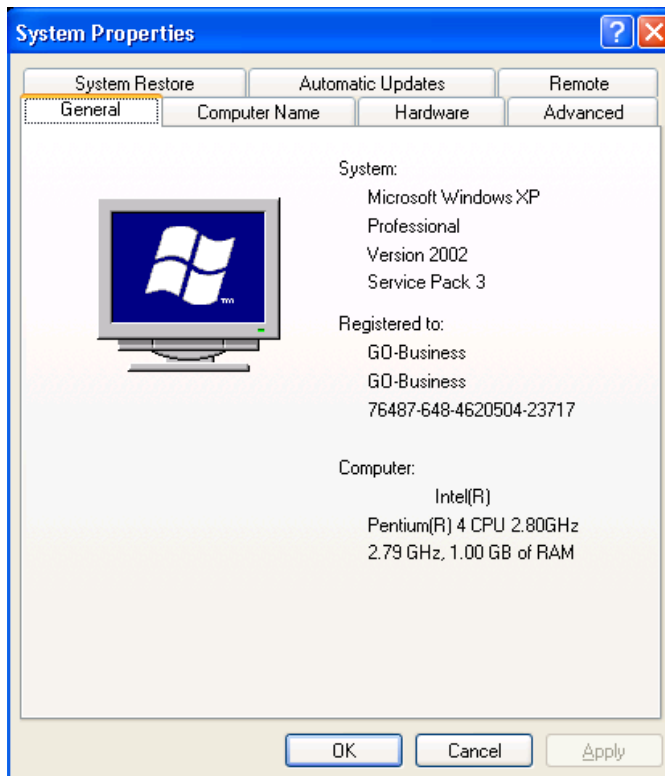 System Properties
?
X
System Restore
Automatic Updates
Remote
General
Computer Name
Hardware
Advanced
System:
Microsoft Windows XP
Professional
Version 2002
Service Pack 3
Registered to:
GO-Business
GO-Business
76487-648-4620504-23717
Computer:
Intel(R)
Pentium(R) 4 CPU 2.80GHz
2.79 GHz, 1.00 GB of RAM
TM
OK
Cancel
Apply